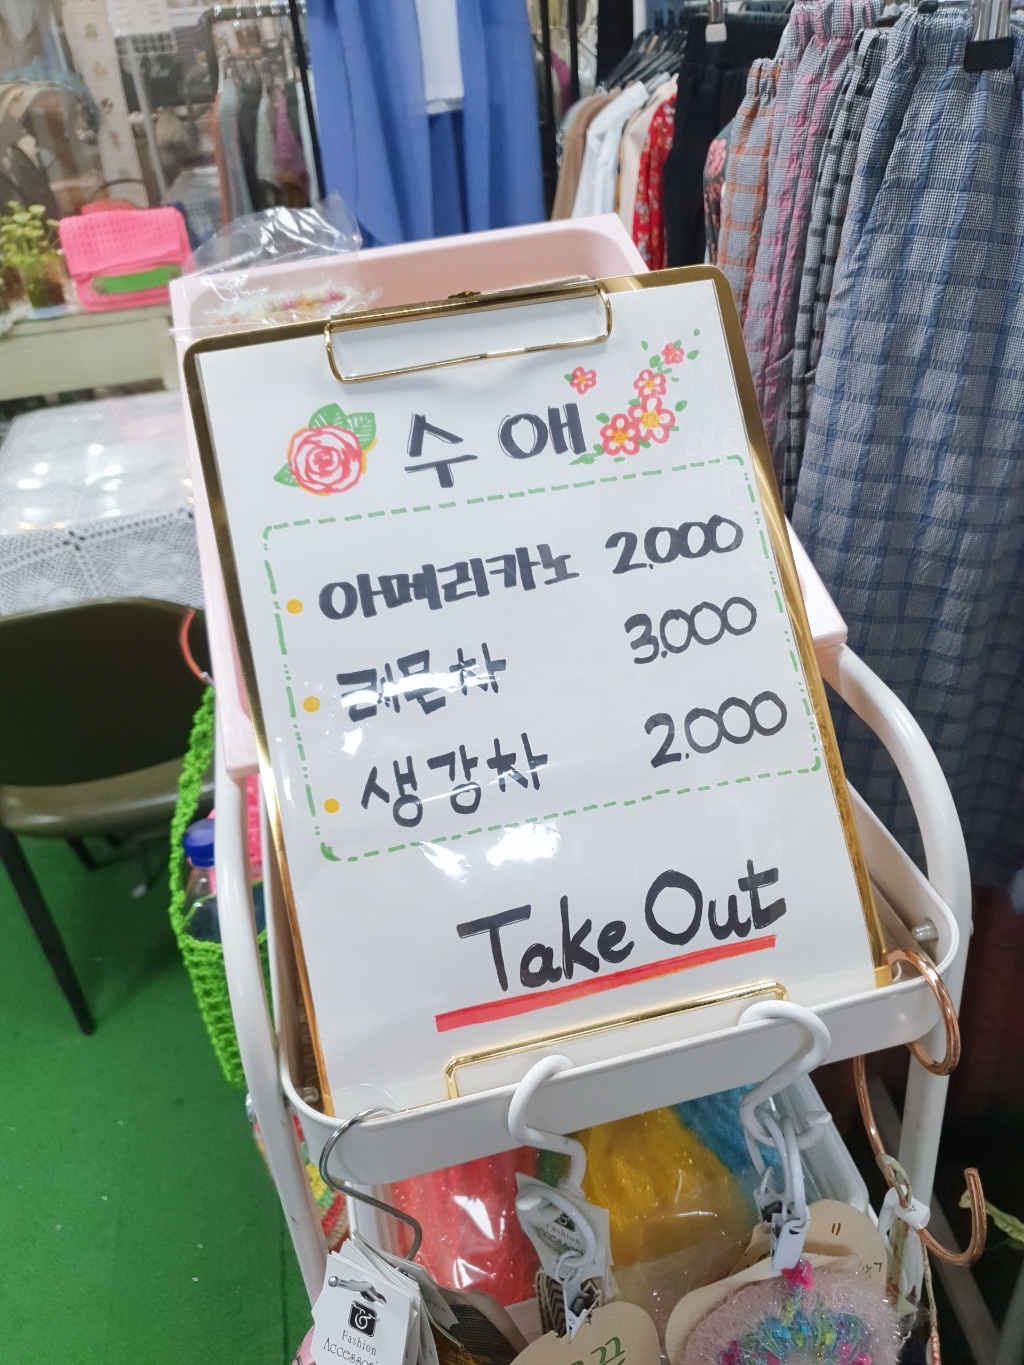 수애
아메리카노 2,000
레몬차 3,000
생강차 2,000
Take Out
&
Fashion